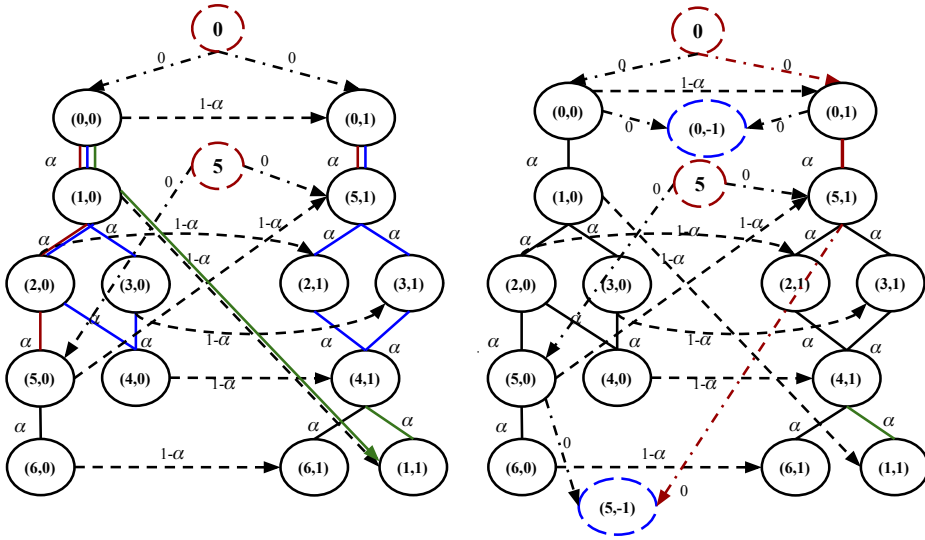 0
0
0
0
(0,0)
1-α
(0,1)
α
5
0
0
α
(1,0)
(5,1)
α
α
1-α
1-α
α
α
(2,0)
(3,0)
1-α
(2,1)
(3,1)
α
α
α
1-α
α
α
(5,0)
(4,0)
1-α
(4,1)
α
α
α
(6,0)
1-α
(6,1)
(1,1)
0
0
0
1-α
(0,0)
0
(0,-1)
0
(0,1)
α
5
0
0
α
(1,0)
(5,1)
α
α
1-α
1-α
α
α
(2,0)
(3,0)
1-α
(2,1)
(3,1)
α
α
α
1-α
α
α
(5,0)
(4,0)
1-α
(4,1)
α
0
α
α
(6,0)
1-α
(6,1)
(1,1)
0
(5,-1)